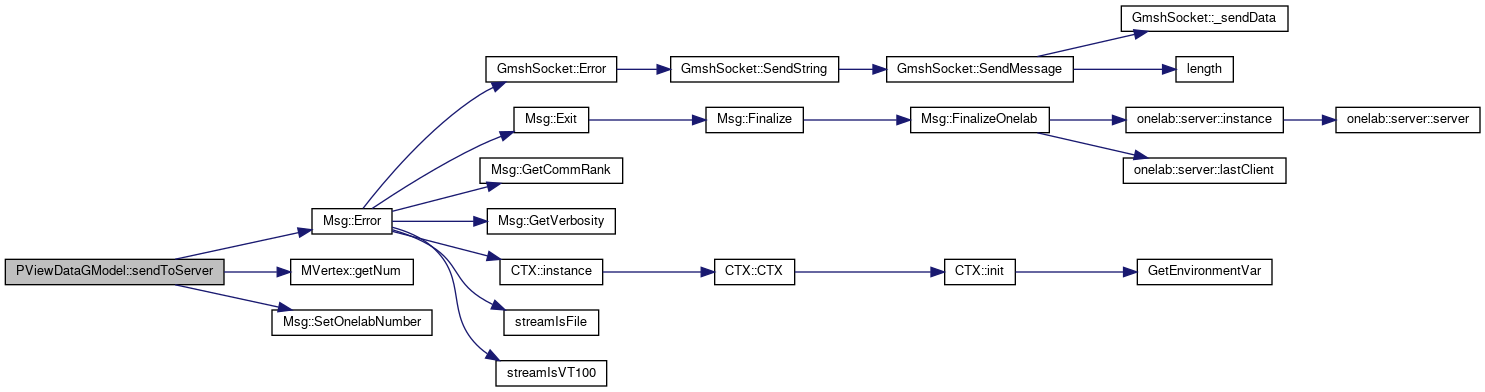 GmshSocket::_sendData
GmshSocket::Error
GmshSocket::SendString
GmshSocket::SendMessage
length
Msg::Exit
Msg::Finalize
Msg::FinalizeOnelab
onelab::server::instance
onelab::server::server
Msg::GetCommRank
onelab::server::lastClient
Msg::Error
Msg::GetVerbosity
PViewDataGModel::sendToServer
MVertex::getNum
CTX::instance
CTX::CTX
CTX::init
GetEnvironmentVar
Msg::SetOnelabNumber
streamIsFile
streamIsVT100